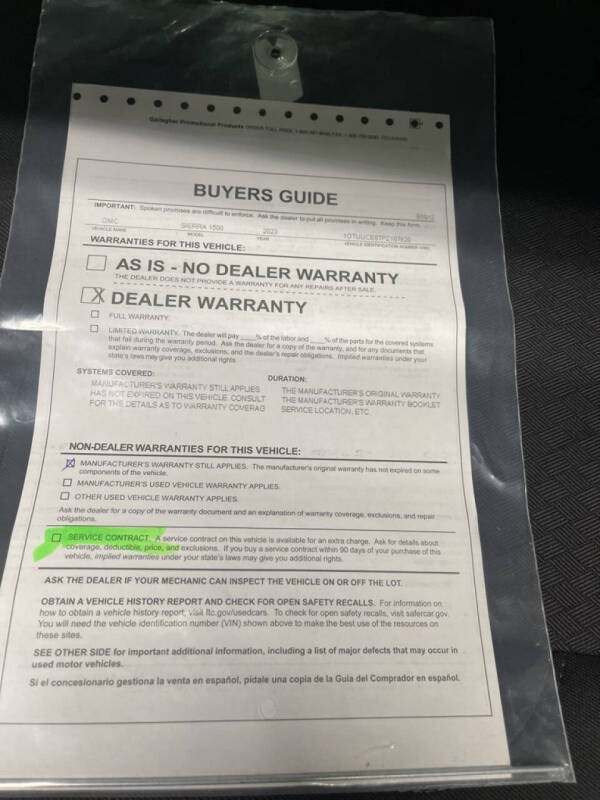 Gallagher Promotional Products ORDER TOLL FREE
BUYERS GUIDE
IMPORTANT: Spoken promises are difficult to enforce. Ask the dealer to put all promises in writing. Keep this form.
GMC SIERRA 1500 2023
VEHICLE MAKE MODEL YEAR VEHICLE IDENTIFICATION NUMBER (VIN)
WARRANTIES FOR THIS VEHICLE:
AS IS - NO DEALER WARRANTY
THE DEALER DOES NOT PROVIDE A WARRANTY FOR ANY REPAIRS AFTER SALE.
X DEALER WARRANTY
FULL WARRANTY.
LIMITED WARRANTY. The dealer will pay ____% of the labor and ____% of the parts for the covered systems
that fail during the warranty period. Ask the dealer for a copy of the warranty, and for any documents that
explain warranty coverage, exclusions, and the dealer's repair obligations. Implied warranties under your
state's laws may give you additional rights.
SYSTEMS COVERED:
MANUFACTURER'S WARRANTY STILL APPLIES.
HAS NOT EXPIRED ON THIS VEHICLE. CONSULT
FOR THE DETAILS AS TO WARRANTY COVERAG
DURATION:
THE MANUFACTURER'S ORIGINAL WARRANTY
THE MANUFACTURER'S WARRANTY BOOKLET
SERVICE LOCATION, ETC.
NON-DEALER WARRANTIES FOR THIS VEHICLE:
X MANUFACTURER'S WARRANTY STILL APPLIES. The manufacturer's original warranty has not expired on some
components of the vehicle.
MANUFACTURER'S USED VEHICLE WARRANTY APPLIES.
OTHER USED VEHICLE WARRANTY APPLIES.
Ask the dealer for a copy of the warranty document and an explanation of warranty coverage, exclusions, and repair
obligations.
SERVICE CONTRACT. A service contract on this vehicle is available for an extra charge. Ask for details about
coverage, deductible, price, and exclusions. If you buy a service contract within 90 days of your purchase of this
vehicle, implied warranties under your state's laws may give you additional rights.
ASK THE DEALER IF YOUR MECHANIC CAN INSPECT THE VEHICLE ON OR OFF THE LOT.
OBTAIN A VEHICLE HISTORY REPORT AND CHECK FOR OPEN SAFETY RECALLS. For information on
how to obtain a vehicle history report, visit ftc.gov/usedcars. To check for open safety recalls, visit safercar.gov.
You will need the vehicle identification number (VIN) shown above to make the best use of the resources on
these sites.
SEE OTHER SIDE for important additional information, including a list of major defects that may occur in
used motor vehicles.
Si el concesionario gestiona la venta en español, pídale una copia de la Guía del Comprador en español.